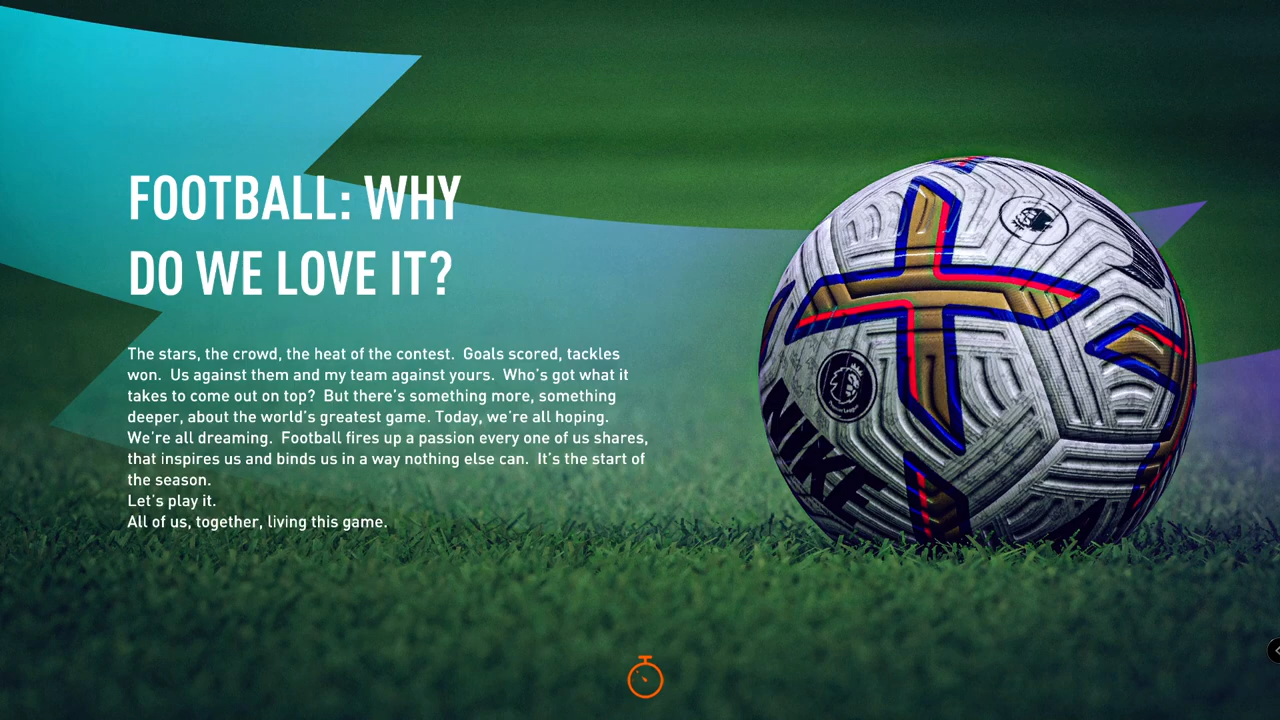 FOOTBALL: WHY
DO WE LOVE IT?
The stars, the crowd, the heat of the contest.  Goals scored, tackles
won.  Us against them and my team against yours.  Who's got what it
takes to come out on top?  But there's something more, something
deeper, about the world's greatest game. Today, we're all hoping.
We're all dreaming.  Football fires up a passion every one of us shares,
that inspires us and binds us in a way nothing else can.  It's the start of
the season.
Let's play it.
All of us, together, living this game.
NIKE